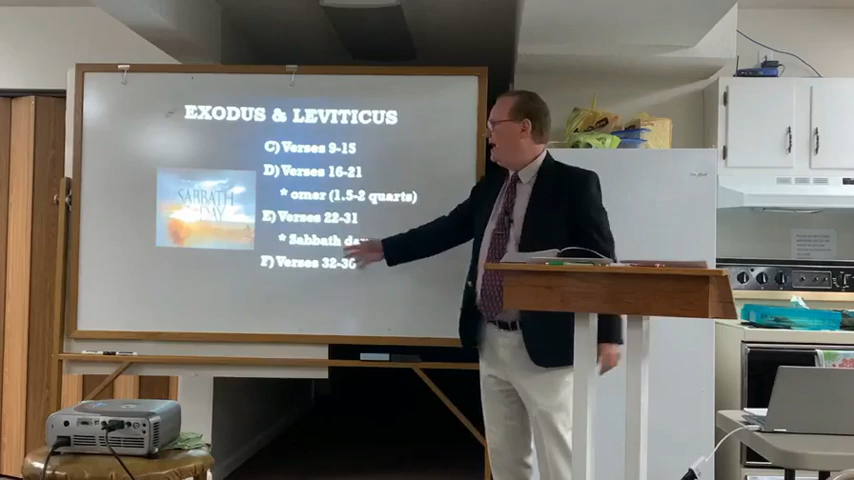 EXODUS & LEVITICUS
C) Verses 9-15
D) Verses 16-21
* omer (1.5-2 quarts)
E) Verses 22-31
* Sabbath
F) Verses 32-36
SABBATH
DAY